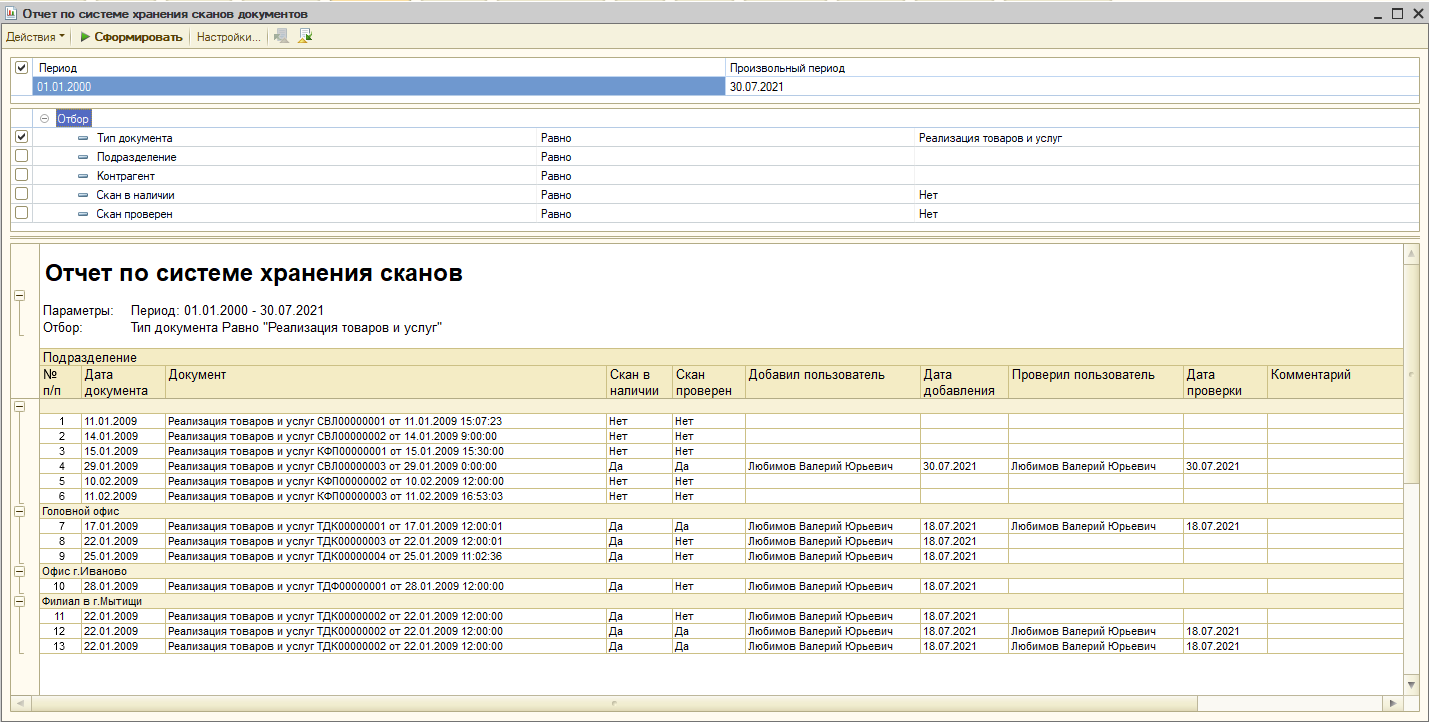 Отчет по системе хранения сканов документов
Действия Сформировать Настройки...
Период Произвольный период
01.01.2000 30.07.2021
Отбор
Тип документа Равно Реализация товаров и услуг
Подразделение Равно
Контрагент Равно
Скан в наличии Равно Нет
Скан проверен Равно Нет
Отчет по системе хранения сканов
Параметры: Период: 01.01.2000 - 30.07.2021
Отбор: Тип документа Равно "Реализация товаров и услуг"
Подразделение
№ Дата Документ Скан в Скан Добавил пользователь Дата Проверил пользователь Дата Комментарий
п/п документа наличии проверен добавления проверки
1 11.01.2009 Реализация товаров и услуг СВЛ00000001 от 11.01.2009 15:07:23 Нет Нет
2 14.01.2009 Реализация товаров и услуг СВЛ00000002 от 14.01.2009 9:00:00 Нет Нет
3 15.01.2009 Реализация товаров и услуг КФП00000001 от 15.01.2009 15:30:00 Нет Нет
4 29.01.2009 Реализация товаров и услуг СВЛ00000003 от 29.01.2009 0:00:00 Да Да Любимов Валерий Юрьевич 30.07.2021 Любимов Валерий Юрьевич 30.07.2021
5 10.02.2009 Реализация товаров и услуг КФП00000002 от 10.02.2009 12:00:00 Нет Нет
6 11.02.2009 Реализация товаров и услуг КФП00000003 от 11.02.2009 16:53:03 Нет Нет
Головной офис
7 17.01.2009 Реализация товаров и услуг ТДК00000001 от 17.01.2009 12:00:01 Да Да Любимов Валерий Юрьевич 18.07.2021 Любимов Валерий Юрьевич 18.07.2021
8 22.01.2009 Реализация товаров и услуг ТДК00000003 от 22.01.2009 12:00:01 Да Нет Любимов Валерий Юрьевич 18.07.2021
9 25.01.2009 Реализация товаров и услуг ТДК00000004 от 25.01.2009 11:02:36 Да Нет Любимов Валерий Юрьевич 18.07.2021
Офис г.Иваново
10 28.01.2009 Реализация товаров и услуг ТДФ00000001 от 28.01.2009 12:00:00 Да Нет Любимов Валерий Юрьевич 18.07.2021
Филиал в г.Мытищи
11 22.01.2009 Реализация товаров и услуг ТДК00000002 от 22.01.2009 12:00:00 Да Нет Любимов Валерий Юрьевич 18.07.2021
12 22.01.2009 Реализация товаров и услуг ТДК00000002 от 22.01.2009 12:00:00 Да Да Любимов Валерий Юрьевич 18.07.2021 Любимов Валерий Юрьевич 18.07.2021
13 22.01.2009 Реализация товаров и услуг ТДК00000002 от 22.01.2009 12:00:00 Да Да Любимов Валерий Юрьевич 18.07.2021 Любимов Валерий Юрьевич 18.07.2021